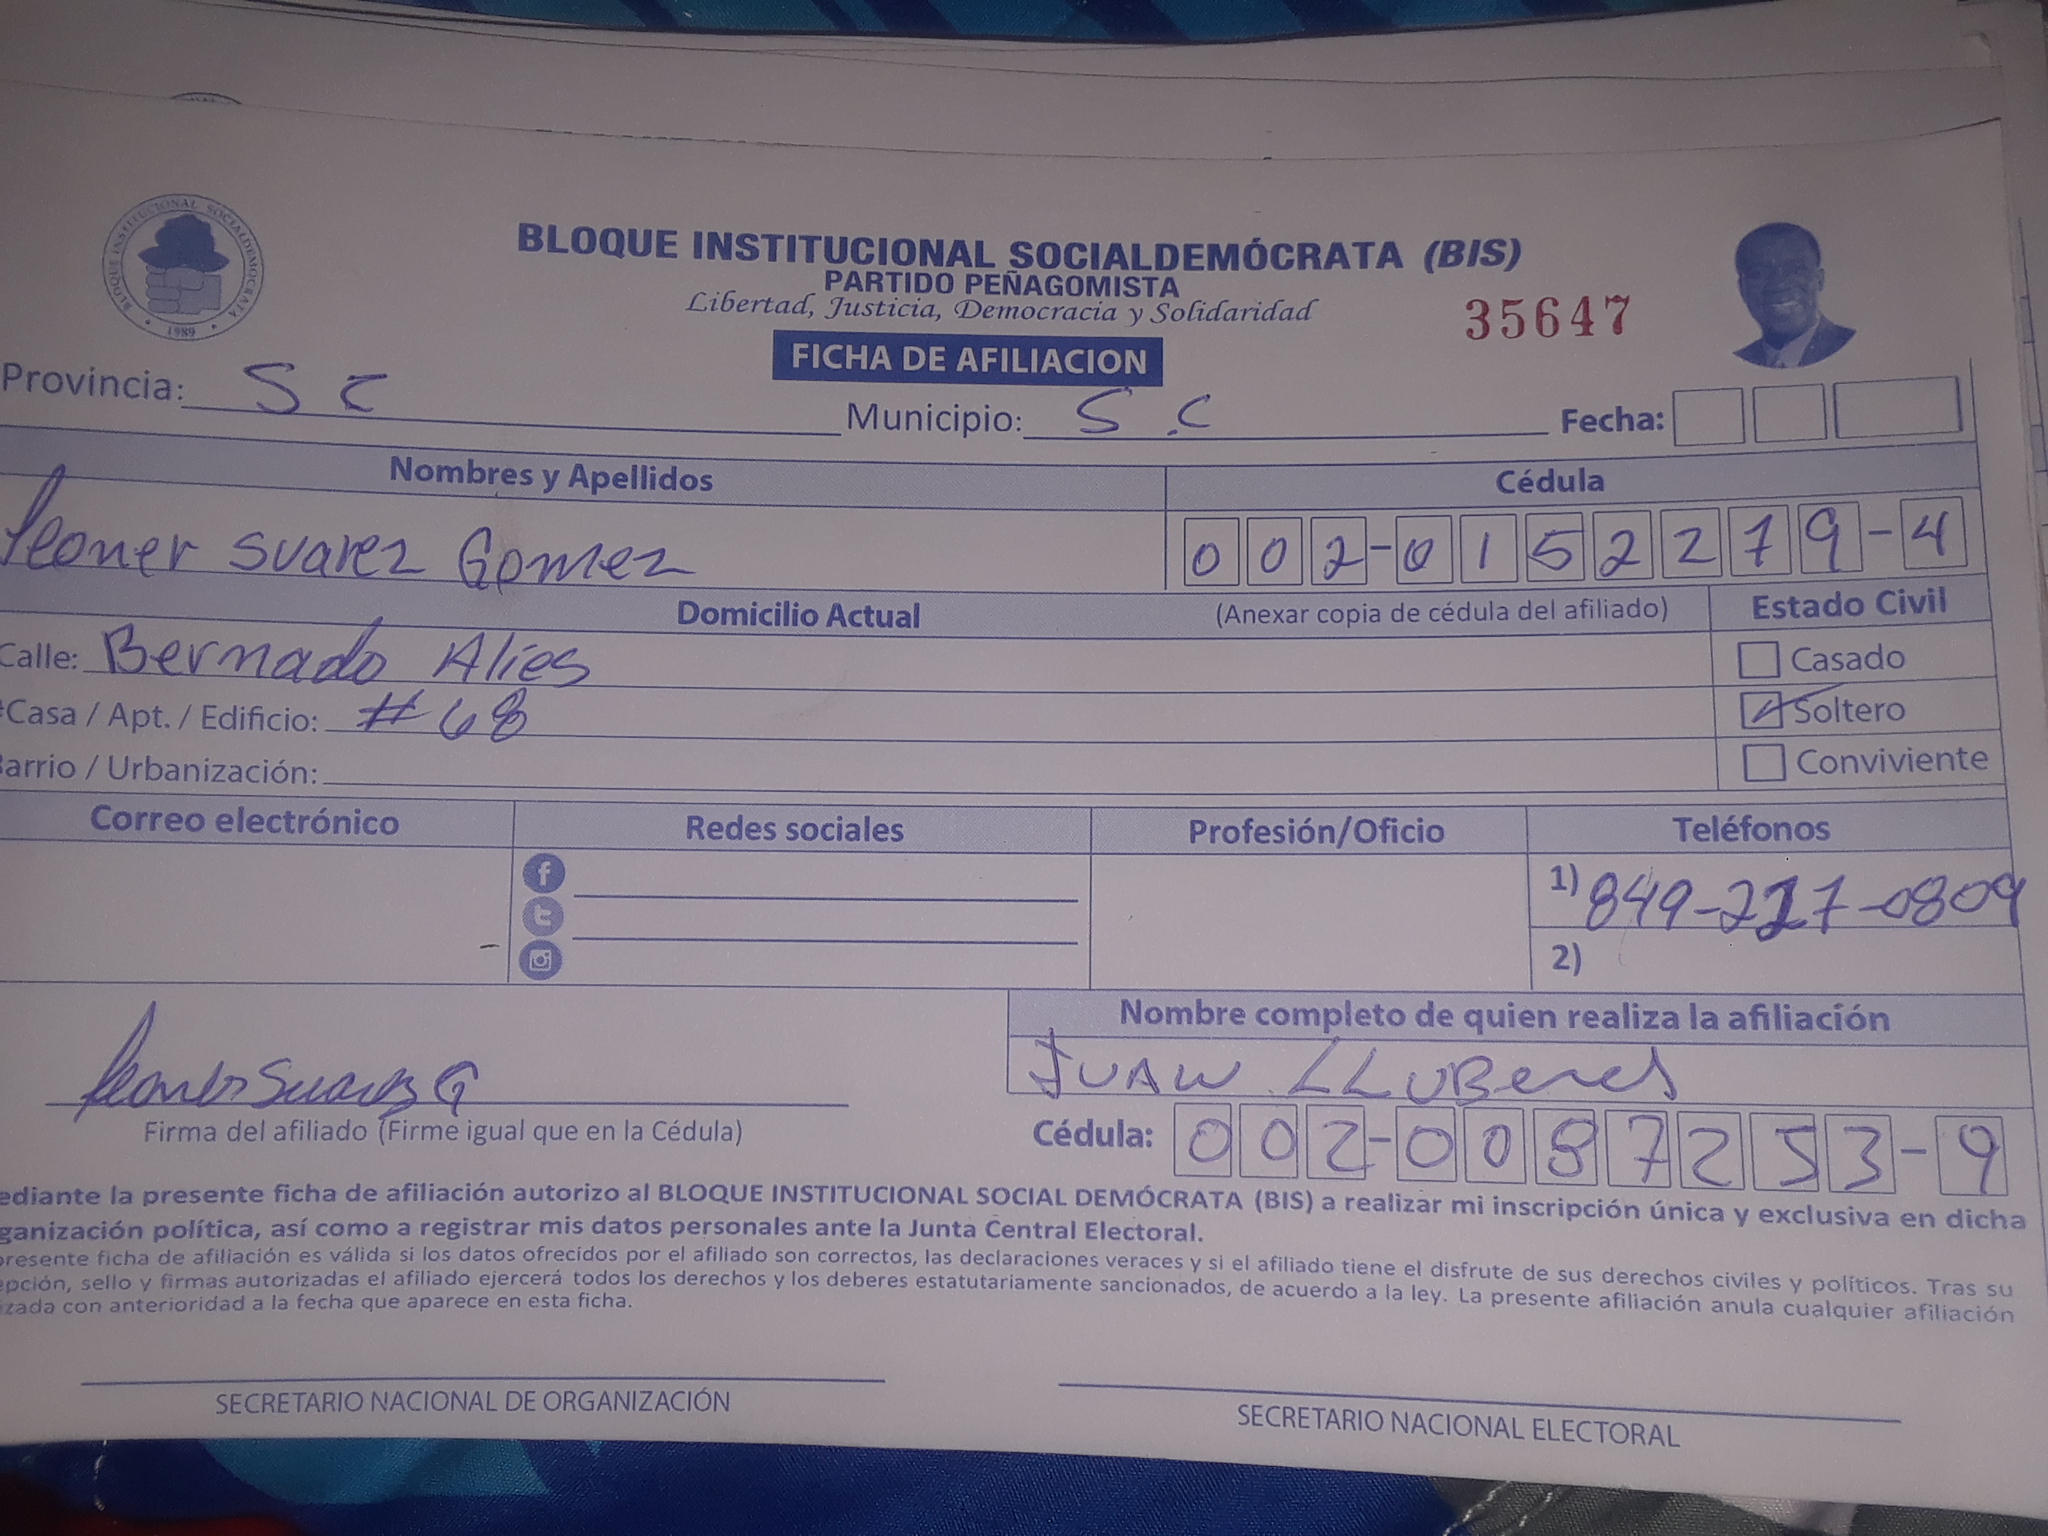 BLOQUE INSTITUCIONAL SOCIALDEMOCRATA
1989
BLOQUE INSTITUCIONAL SOCIALDEMÓCRATA (BIS)
PARTIDO PEÑAGOMISTA
Libertad, Justicia, Democracia y Solidaridad
35647
FICHA DE AFILIACION
Provincia: S C Municipio: S.C Fecha:
Nombres y Apellidos Cédula
Leoner Suarez Gomez 002-0152279-4
Domicilio Actual (Anexar copia de cédula del afiliado) Estado Civil
Calle: Bernado Alies Casado
Casa / Apt. / Edificio: #68 Soltero
Barrio / Urbanización: Conviviente
Correo electrónico Redes sociales Profesión/Oficio Teléfonos
1) 849-227-0809
2)
Nombre completo de quien realiza la afiliación
Leoner Suarez G JUAN LLUBeres
Firma del afiliado (Firme igual que en la Cédula) Cédula: 002-0087253-9
ediante la presente ficha de afiliación autorizo al BLOQUE INSTITUCIONAL SOCIAL DEMÓCRATA (BIS) a realizar mi inscripción única y exclusiva en dicha
ganización política, así como a registrar mis datos personales ante la Junta Central Electoral.
presente ficha de afiliación es válida si los datos ofrecidos por el afiliado son correctos, las declaraciones veraces y si el afiliado tiene el disfrute de sus derechos civiles y políticos. Tras su
epción, sello y firmas autorizadas el afiliado ejercerá todos los derechos y los deberes estatutariamente sancionados, de acuerdo a la ley. La presente afiliación anula cualquier afiliación
izada con anterioridad a la fecha que aparece en esta ficha.
SECRETARIO NACIONAL DE ORGANIZACIÓN SECRETARIO NACIONAL ELECTORAL